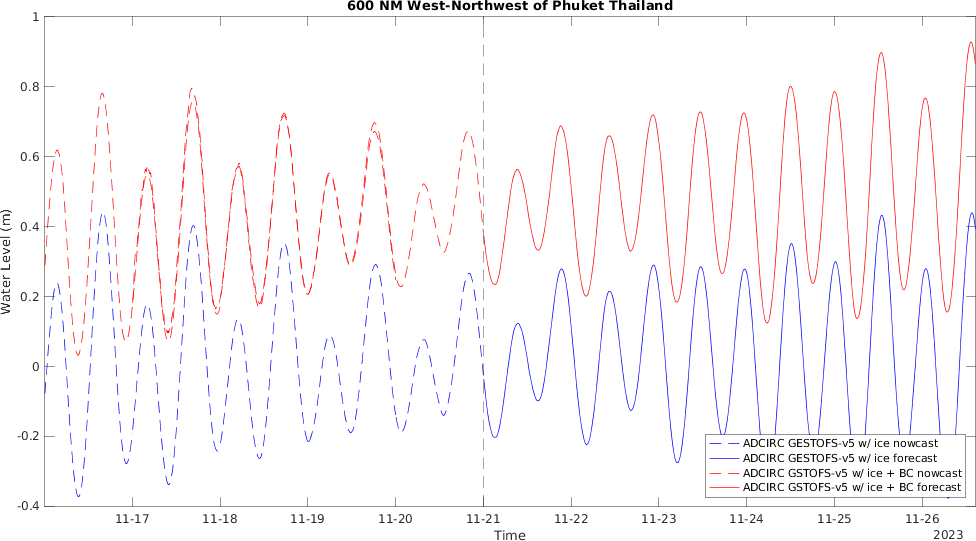 600 NM West-Northwest of Phuket Thailand
1
0.8
0.6
0.4
0.2
0
-0.2
-0.4
Water Level (m)
11-17
11-18
11-19
11-20
11-21
11-22
11-23
11-24
11-25
11-26
Time
2023
ADCIRC GESTOFS-v5 w/ ice nowcast
ADCIRC GESTOFS-v5 w/ ice forecast
ADCIRC GSTOFS-v5 w/ ice + BC nowcast
ADCIRC GSTOFS-v5 w/ ice + BC forecast